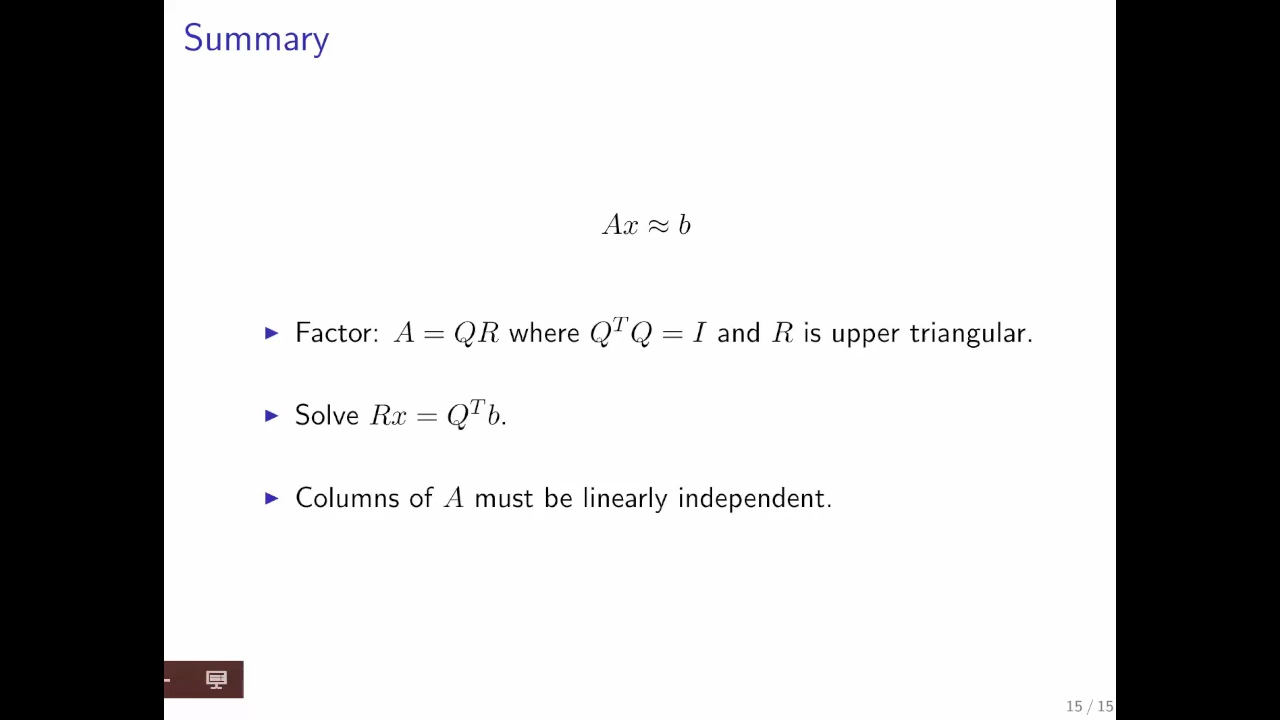 Summary
Ax ≈ b
▶ Factor: A = QR where Q^T Q = I and R is upper triangular.
▶ Solve Rx = Q^T b.
▶ Columns of A must be linearly independent.
15 / 15